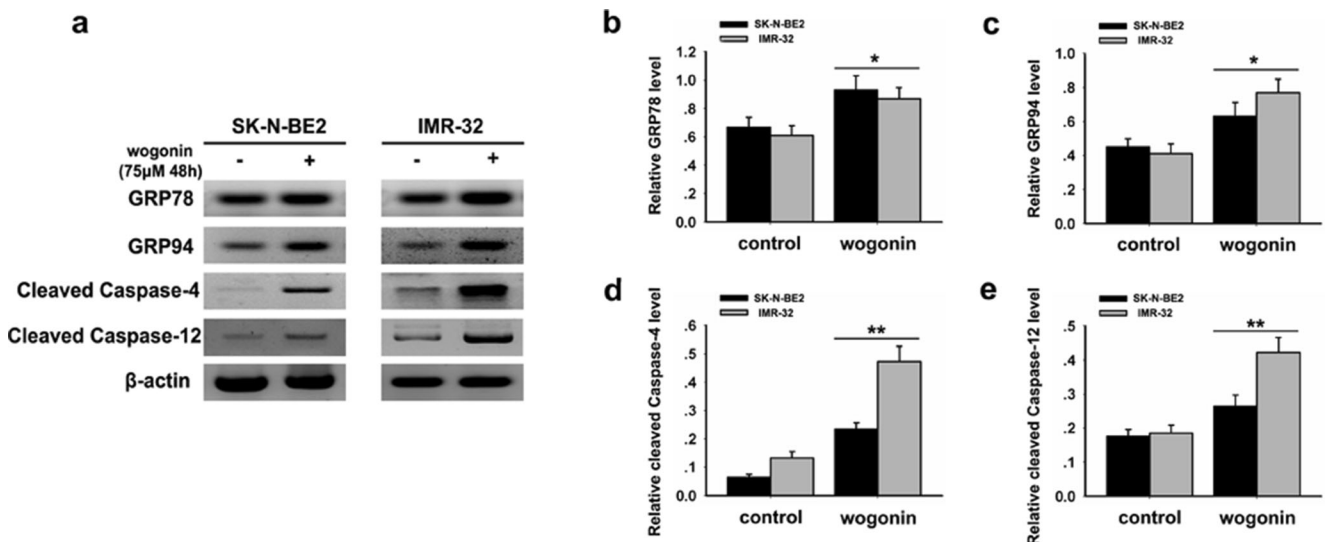 a
SK-N-BE2 IMR-32
wogonin
(75μM 48h)
- + - +
GRP78
GRP94
Cleaved Caspase-4
Cleaved Caspase-12
β-actin
b
SK-N-BE2
IMR-32
Relative GRP78 level
1.2
1.0
.8
.6
.4
.2
0.0
*
control wogonin
c
SK-N-BE2
IMR-32
Relative GRP94 level
1.0
.8
.6
.4
.2
0.0
*
control wogonin
d
SK-N-BE2
IMR-32
Relative cleaved Caspase-4 level
.6
.5
.4
.3
.2
.1
0.0
**
control wogonin
e
SK-N-BE2
IMR-32
Relative cleaved Caspase-12 level
.5
.4
.3
.2
.1
0.0
**
control wogonin